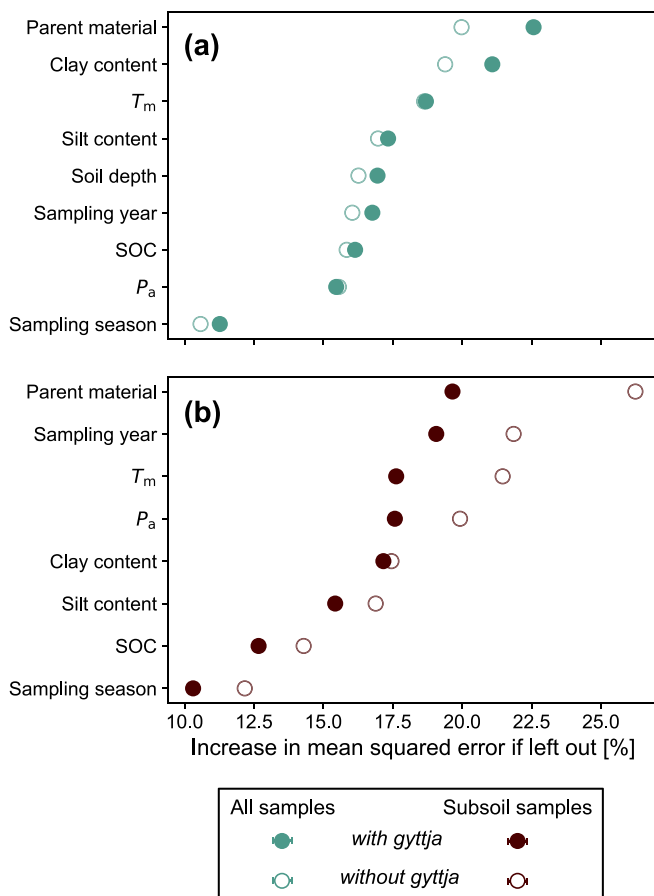 Parent material
(a)
Clay content
Tm
Silt content
Soil depth
Sampling year
SOC
Pa
Sampling season
Parent material
(b)
Sampling year
Tm
Pa
Clay content
Silt content
SOC
Sampling season
10.0 12.5 15.0 17.5 20.0 22.5 25.0
Increase in mean squared error if left out [%]
All samples Subsoil samples
with gyttja
without gyttja